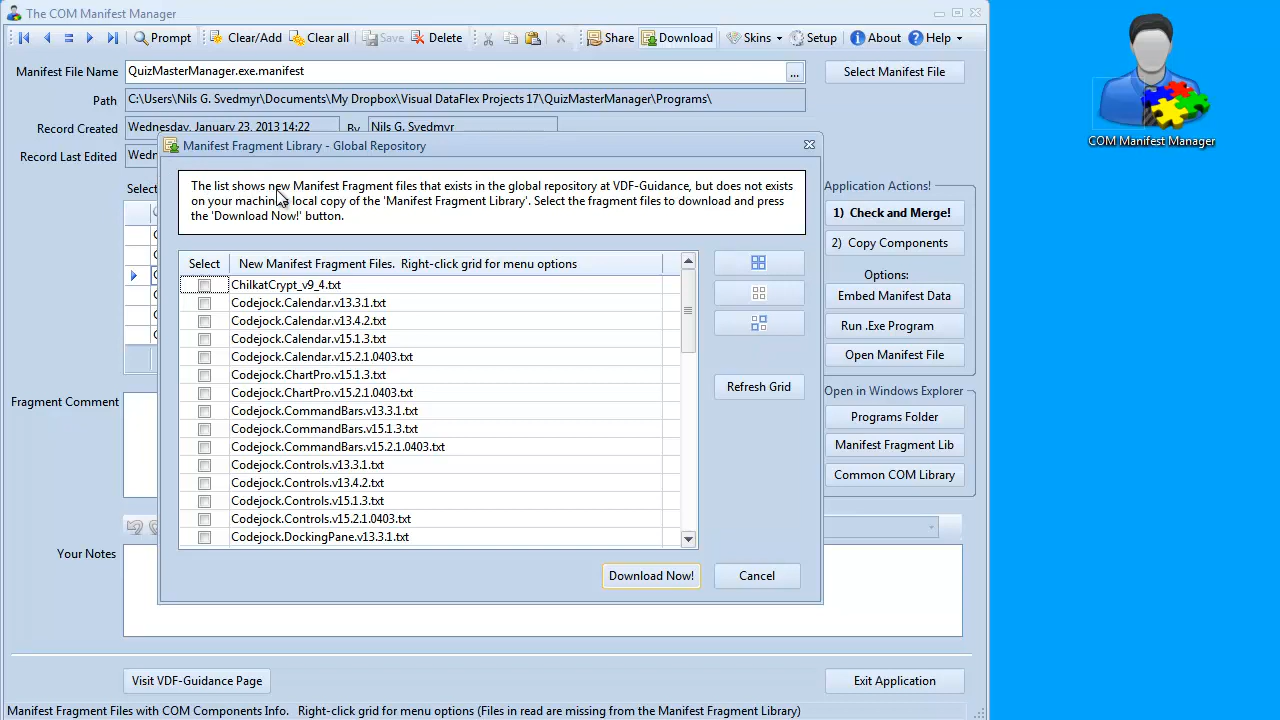 The COM Manifest Manager
Prompt Clear/Add Clear all Save Delete Share Download Skins Setup About Help
Manifest File Name QuizMasterManager.exe.manifest ... Select Manifest File
Path C:\Users\Nils G. Svedmyr\Documents\My Dropbox\Visual DataFlex Projects 17\QuizMasterManager\Programs\
Record Created Wednesday, January 23, 2013 14:22 By Nils G. Svedmyr
Record Last Edited Wedn
Manifest Fragment Library - Global Repository
Select
The list shows new Manifest Fragment files that exists in the global repository at VDF-Guidance, but does not exists
on your machine local copy of the 'Manifest Fragment Library'. Select the fragment files to download and press
the 'Download Now!' button.
Select New Manifest Fragment Files. Right-click grid for menu options
ChilkatCrypt_v9_4.txt
Codejock.Calendar.v13.3.1.txt
Codejock.Calendar.v13.4.2.txt
Codejock.Calendar.v15.1.3.txt
Codejock.Calendar.v15.2.1.0403.txt
Codejock.ChartPro.v15.1.3.txt
Codejock.ChartPro.v15.2.1.0403.txt
Codejock.CommandBars.v13.3.1.txt
Codejock.CommandBars.v15.1.3.txt
Codejock.CommandBars.v15.2.1.0403.txt
Codejock.Controls.v13.3.1.txt
Codejock.Controls.v13.4.2.txt
Codejock.Controls.v15.1.3.txt
Codejock.Controls.v15.2.1.0403.txt
Codejock.DockingPane.v13.3.1.txt
Refresh Grid
Download Now! Cancel
Application Actions!
1) Check and Merge!
2) Copy Components
Options:
Embed Manifest Data
Run .Exe Program
Open Manifest File
Open in Windows Explorer
Programs Folder
Manifest Fragment Lib
Common COM Library
Fragment Comment
Your Notes
Visit VDF-Guidance Page Exit Application
Manifest Fragment Files with COM Components Info. Right-click grid for menu options (Files in read are missing from the Manifest Fragment Library)
COM Manifest Manager